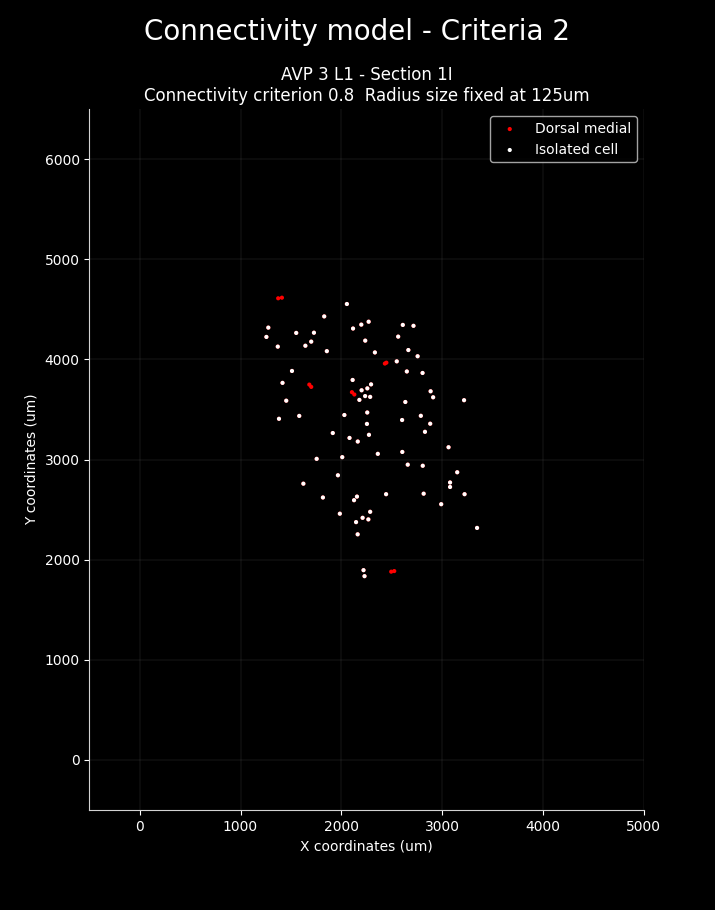 Connectivity model - Criteria 2
AVP 3 L1 - Section 1I
Connectivity criterion 0.8  Radius size fixed at 125um
Dorsal medial
Isolated cell
6000
5000
4000
3000
2000
1000
0
Y coordinates (um)
0 1000 2000 3000 4000 5000
X coordinates (um)